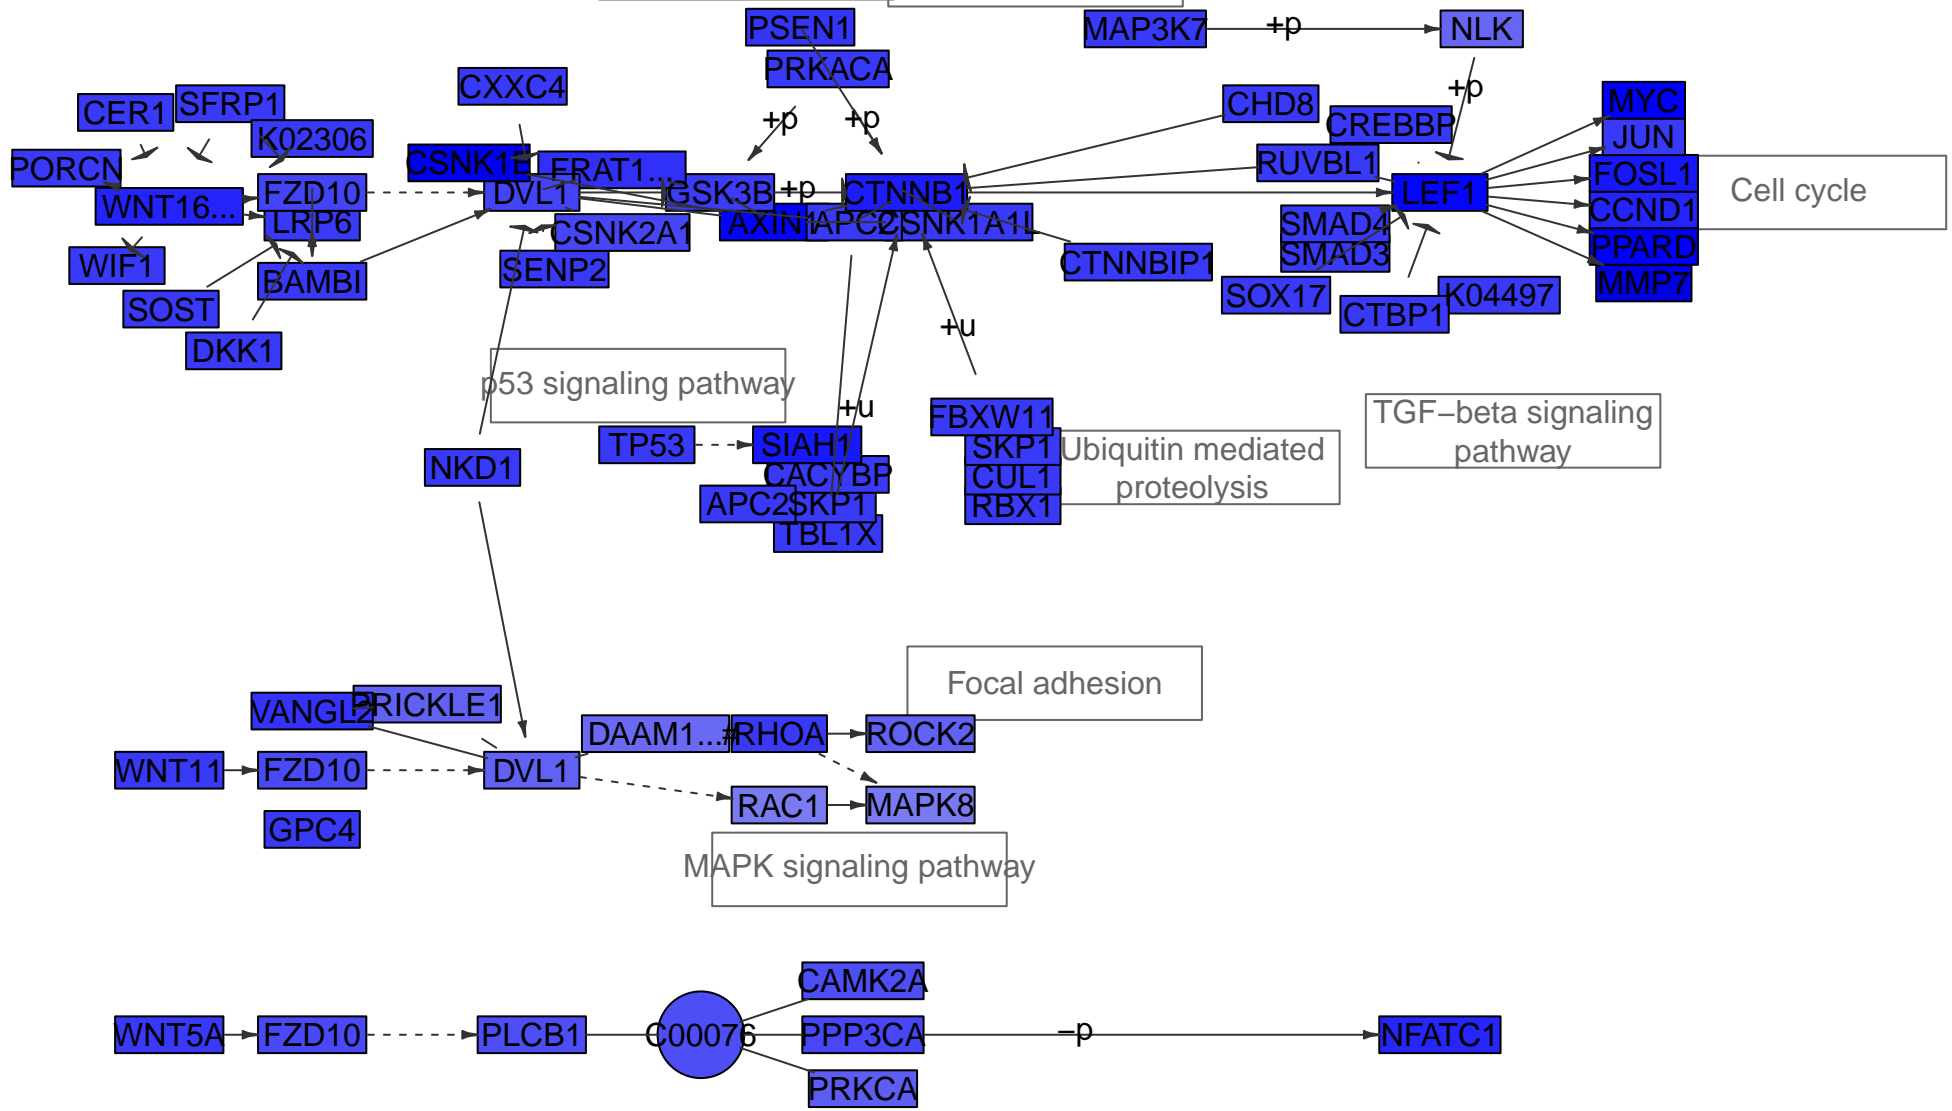 PSEN1
MAP3K7
+p
NLK
PRKACA
CXXC4
CER1
SFRP1
K02306
+p
+p
CHD8
CREBBP
+p
MYC
JUN
PORCN
CSNK1E
FRAT1...
RUVBL1
FOSL1
Cell cycle
WNT16...
FZD10
LRP6
DVL1
GSK3B
+p
CTNNB1
LEF1
CCND1
AXIN1
APC2
CSNK1A1L
SMAD4
SMAD3
PPARD
MMP7
WIF1
BAMBI
CSNK2A1
SENP2
CTNNBIP1
SOST
SOX17
CTBP1
K04497
DKK1
+u
p53 signaling pathway
+u
FBXW11
TGF−beta signaling
pathway
TP53
SIAH1
SKP1
Ubiquitin mediated
proteolysis
NKD1
CACYBP
CUL1
APC2
SKP1
RBX1
TBL1X
Focal adhesion
VANGL2
PRICKLE1
DAAM1...#
RHOA
ROCK2
WNT11
FZD10
DVL1
RAC1
MAPK8
GPC4
MAPK signaling pathway
CAMK2A
WNT5A
FZD10
PLCB1
C00076
PPP3CA
−p
NFATC1
PRKCA